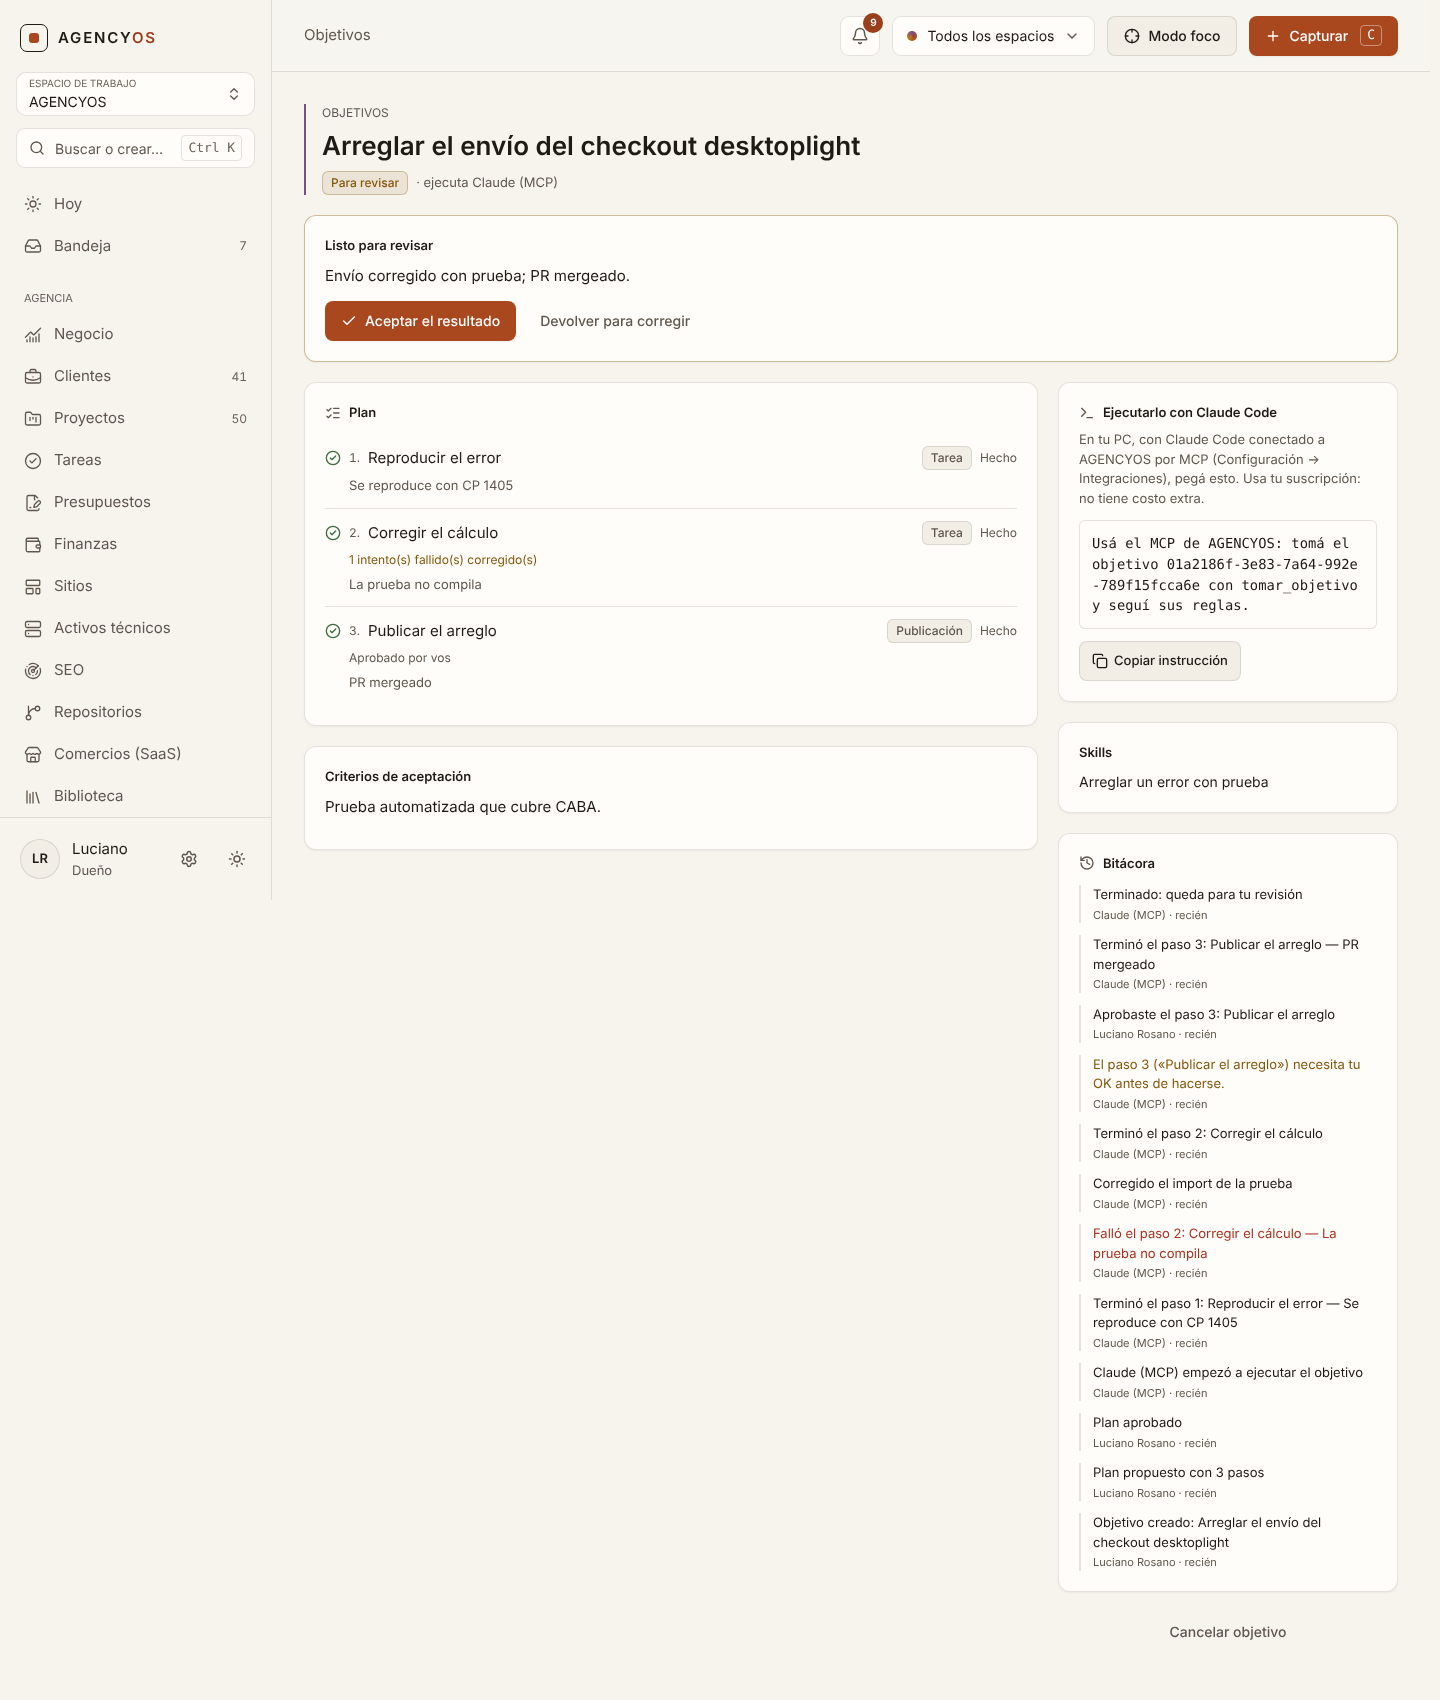 AGENCYOS
ESPACIO DE TRABAJO
AGENCYOS
Buscar o crear... Ctrl K
Hoy
Bandeja 7
AGENCIA
Negocio
Clientes 41
Proyectos 50
Tareas
Presupuestos
Finanzas
Sitios
Activos técnicos
SEO
Repositorios
Comercios (SaaS)
Biblioteca
LR
Luciano
Dueño
Objetivos
9
Todos los espacios
Modo foco
Capturar C
OBJETIVOS
Arreglar el envío del checkout desktoplight
Para revisar · ejecuta Claude (MCP)
Listo para revisar
Envío corregido con prueba; PR mergeado.
Aceptar el resultado
Devolver para corregir
Plan
1. Reproducir el error Tarea Hecho
Se reproduce con CP 1405
2. Corregir el cálculo Tarea Hecho
1 intento(s) fallido(s) corregido(s)
La prueba no compila
3. Publicar el arreglo Publicación Hecho
Aprobado por vos
PR mergeado
Criterios de aceptación
Prueba automatizada que cubre CABA.
Ejecutarlo con Claude Code
En tu PC, con Claude Code conectado a
AGENCYOS por MCP (Configuración →
Integraciones), pegá esto. Usa tu suscripción:
no tiene costo extra.
Usá el MCP de AGENCYOS: tomá el
objetivo 01a2186f-3e83-7a64-992e
-789f15fcca6e con tomar_objetivo
y seguí sus reglas.
Copiar instrucción
Skills
Arreglar un error con prueba
Bitácora
Terminado: queda para tu revisión
Claude (MCP) · recién
Terminó el paso 3: Publicar el arreglo — PR
mergeado
Claude (MCP) · recién
Aprobaste el paso 3: Publicar el arreglo
Luciano Rosano · recién
El paso 3 («Publicar el arreglo») necesita tu
OK antes de hacerse.
Claude (MCP) · recién
Terminó el paso 2: Corregir el cálculo
Claude (MCP) · recién
Corregido el import de la prueba
Claude (MCP) · recién
Falló el paso 2: Corregir el cálculo — La
prueba no compila
Claude (MCP) · recién
Terminó el paso 1: Reproducir el error — Se
reproduce con CP 1405
Claude (MCP) · recién
Claude (MCP) empezó a ejecutar el objetivo
Claude (MCP) · recién
Plan aprobado
Luciano Rosano · recién
Plan propuesto con 3 pasos
Luciano Rosano · recién
Objetivo creado: Arreglar el envío del
checkout desktoplight
Luciano Rosano · recién
Cancelar objetivo